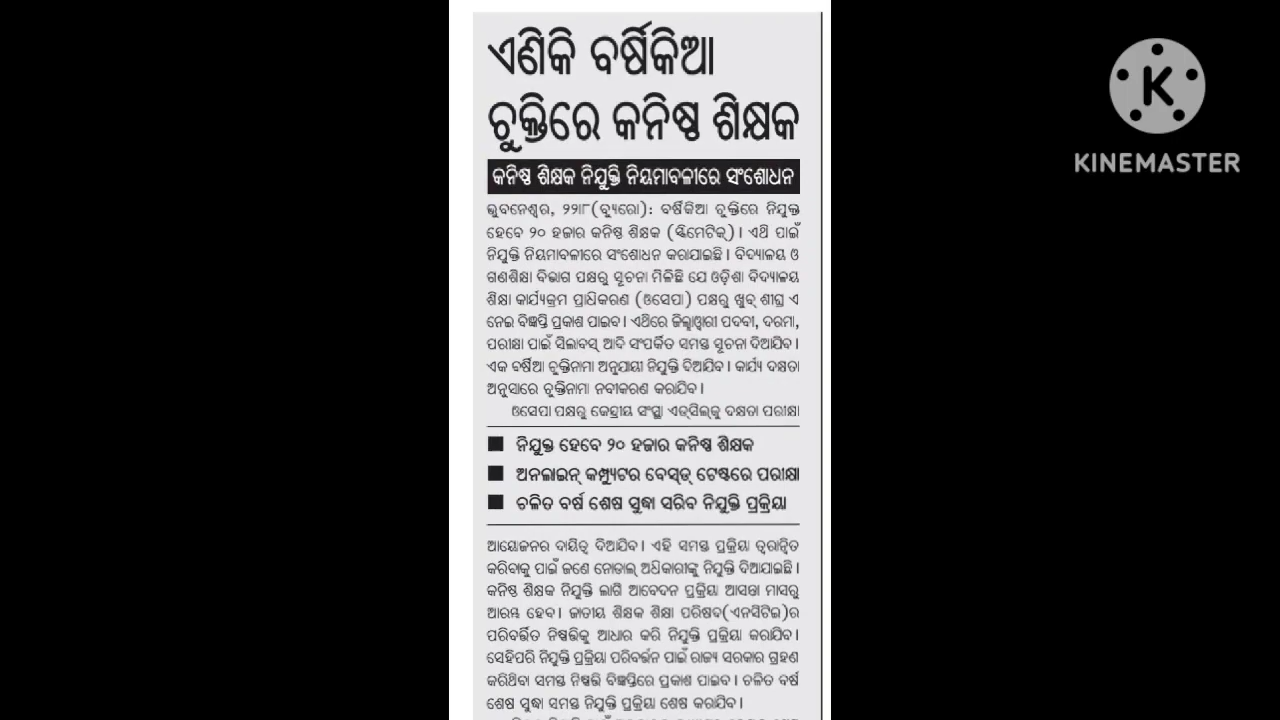 ଏଣିକି ବର୍ଷିକିଆ
ଚୁକ୍ତିରେ କନିଷ୍ଠ ଶିକ୍ଷକ
କନିଷ୍ଠ ଶିକ୍ଷକ ନିଯୁକ୍ତି ନିୟମାବଳୀରେ ସଂଶୋଧନ
ଭୁବନେଶ୍ୱର, ୨୨।୮(ବ୍ୟୁରୋ): ବର୍ଷିକିଆ ଚୁକ୍ତିରେ ନିଯୁକ୍ତ
ହେବେ ୨୦ ହଜାର କନିଷ୍ଠ ଶିକ୍ଷକ (ସ୍କିମେଟିକ୍)। ଏଥି ପାଇଁ
ନିଯୁକ୍ତି ନିୟମାବଳୀରେ ସଂଶୋଧନ କରାଯାଇଛି। ବିଦ୍ୟାଳୟ ଓ
ଗଣଶିକ୍ଷା ବିଭାଗ ପକ୍ଷରୁ ସୂଚନା ମିଳିଛି ଯେ ଓଡ଼ିଶା ବିଦ୍ୟାଳୟ
ଶିକ୍ଷା କାର୍ଯ୍ୟକ୍ରମ ପ୍ରାଧିକରଣ (ଓସେପା) ପକ୍ଷରୁ ଖୁବ୍ ଶୀଘ୍ର ଏ
ନେଇ ବିଜ୍ଞପ୍ତି ପ୍ରକାଶ ପାଇବ। ଏଥିରେ ଜିଲ୍ଲାୱାରୀ ପଦବୀ, ଦରମା,
ପରୀକ୍ଷା ପାଇଁ ସିଲାବସ୍ ଆଦି ସଂପର୍କିତ ସମସ୍ତ ସୂଚନା ଦିଆଯିବ।
ଏକ ବର୍ଷିଆ ଚୁକ୍ତିନାମା ଅନୁଯାୟୀ ନିଯୁକ୍ତି ଦିଆଯିବ। କାର୍ଯ୍ୟ ଦକ୍ଷତା
ଅନୁସାରେ ଚୁକ୍ତିନାମା ନବୀକରଣ କରାଯିବ।
ଓସେପା ପକ୍ଷରୁ କେନ୍ଦ୍ରୀୟ ସଂସ୍ଥା ଏଡ୍‌ସିଲ୍‌କୁ ଦକ୍ଷତା ପରୀକ୍ଷା
■ ନିଯୁକ୍ତ ହେବେ ୨୦ ହଜାର କନିଷ୍ଠ ଶିକ୍ଷକ
■ ଅନଲାଇନ୍ କମ୍ପ୍ୟୁଟର ବେସ୍‌ଡ୍ ଟେଷ୍ଟରେ ପରୀକ୍ଷା
■ ଚଳିତ ବର୍ଷ ଶେଷ ସୁଦ୍ଧା ସରିବ ନିଯୁକ୍ତି ପ୍ରକ୍ରିୟା
ଆୟୋଜନର ଦାୟିତ୍ୱ ଦିଆଯିବ। ଏହି ସମସ୍ତ ପ୍ରକ୍ରିୟା ତ୍ୱରାନ୍ୱିତ
କରିବାକୁ ପାଇଁ ଜଣେ ନୋଡାଲ୍ ଅଧିକାରୀଙ୍କୁ ନିଯୁକ୍ତି ଦିଆଯାଇଛି।
କନିଷ୍ଠ ଶିକ୍ଷକ ନିଯୁକ୍ତି ଲାଗି ଆବେଦନ ପ୍ରକ୍ରିୟା ଆସନ୍ତା ମାସରୁ
ଆରମ୍ଭ ହେବ। ଜାତୀୟ ଶିକ୍ଷକ ଶିକ୍ଷା ପରିଷଦ(ଏନସିଟିଇ)ର
ପରିବର୍ତ୍ତିତ ନିଷ୍ପତ୍ତିକୁ ଆଧାର କରି ନିଯୁକ୍ତି ପ୍ରକ୍ରିୟା କରାଯିବ।
ସେହିପରି ନିଯୁକ୍ତି ପ୍ରକ୍ରିୟା ପରିବର୍ତ୍ତନ ପାଇଁ ରାଜ୍ୟ ସରକାର ଗ୍ରହଣ
କରିଥିବା ସମସ୍ତ ନିଷ୍ପତ୍ତି ବିଜ୍ଞପ୍ତିରେ ପ୍ରକାଶ ପାଇବ। ଚଳିତ ବର୍ଷ
ଶେଷ ସୁଦ୍ଧା ସମସ୍ତ ନିଯୁକ୍ତି ପ୍ରକ୍ରିୟା ଶେଷ କରାଯିବ।
KINEMASTER